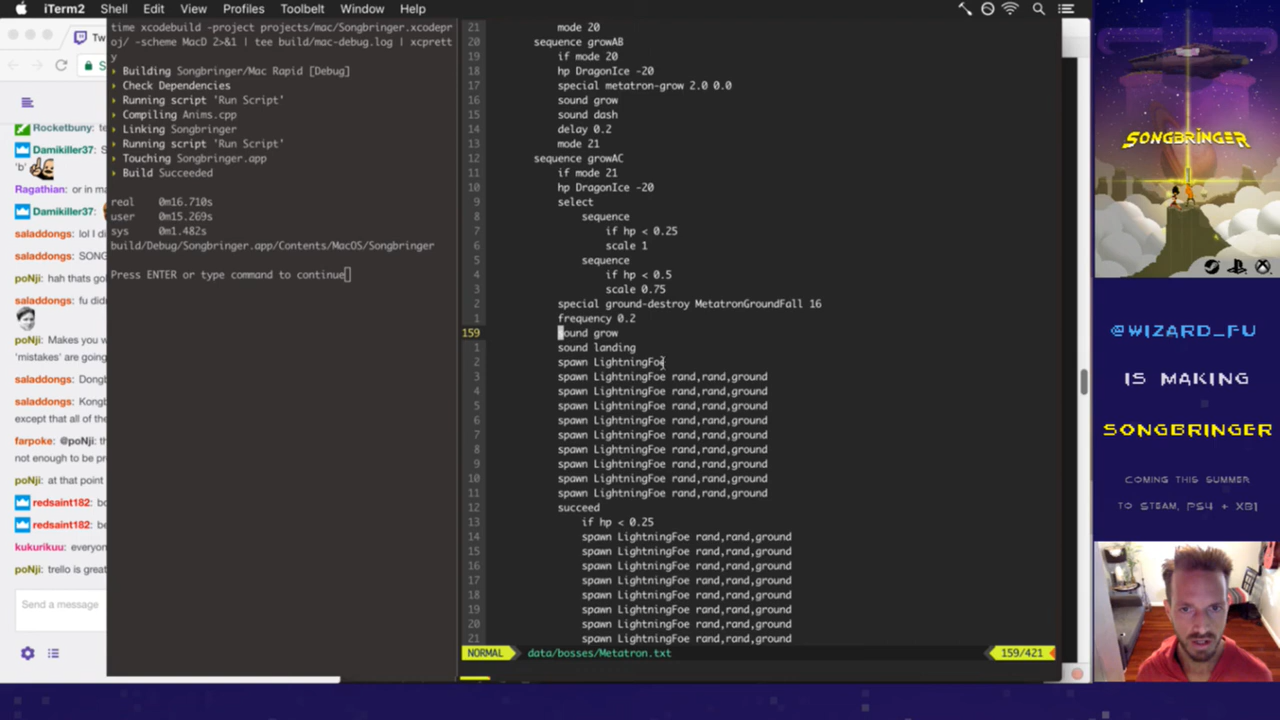 iTerm2 Shell Edit View Profiles Toolbelt Window Help
Tw
S
Rocketbuny: te
Damikiller37: S
'b'
Ragathian: or in ma
Damikiller37:
saladdongs: lol I di
saladdongs: SONG
poNji: hah thats go
saladdongs: fu didn
poNji: Makes you w
'mistakes' are going
saladdongs: Dongb
saladdongs: Kong
except that all of the
farpoke: @poNji: th
not enough to be pr
poNji: at that point
redsaint182: be
redsaint182: be
kukurikuu: everyon
poNji: trello is great
Send a message
time xcodebuild -project projects/mac/Songbringer.xcodepr
oj/ -scheme MacD 2>&1 | tee build/mac-debug.log | xcprett
y
Building Songbringer/Mac Rapid [Debug]
Check Dependencies
Running script 'Run Script'
Compiling Anims.cpp
Linking Songbringer
Running script 'Run Script'
Touching Songbringer.app
Build Succeeded
real 0m16.710s
user 0m15.269s
sys 0m1.482s
build/Debug/Songbringer.app/Contents/MacOS/Songbringer
Press ENTER or type command to continue
21 mode 20
20 sequence growAB
19 if mode 20
18 hp DragonIce -20
17 special metatron-grow 2.0 0.0
16 sound grow
15 sound dash
14 delay 0.2
13 mode 21
12 sequence growAC
11 if mode 21
10 hp DragonIce -20
9 select
8 sequence
7 if hp < 0.25
6 scale 1
5 sequence
4 if hp < 0.5
3 scale 0.75
2 special ground-destroy MetatronGroundFall 16
1 frequency 0.2
159 sound grow
1 sound landing
2 spawn LightningFoe
3 spawn LightningFoe rand,rand,ground
4 spawn LightningFoe rand,rand,ground
5 spawn LightningFoe rand,rand,ground
6 spawn LightningFoe rand,rand,ground
7 spawn LightningFoe rand,rand,ground
8 spawn LightningFoe rand,rand,ground
9 spawn LightningFoe rand,rand,ground
10 spawn LightningFoe rand,rand,ground
11 spawn LightningFoe rand,rand,ground
12 succeed
13 if hp < 0.25
14 spawn LightningFoe rand,rand,ground
15 spawn LightningFoe rand,rand,ground
16 spawn LightningFoe rand,rand,ground
17 spawn LightningFoe rand,rand,ground
18 spawn LightningFoe rand,rand,ground
19 spawn LightningFoe rand,rand,ground
20 spawn LightningFoe rand,rand,ground
21 spawn LightningFoe rand,rand,ground
NORMAL data/bosses/Metatron.txt 159/421
SONGBRINGER
@WIZARD_FU
IS MAKING
SONGBRINGER
COMING THIS SUMMER
TO STEAM, PS4 + XB1